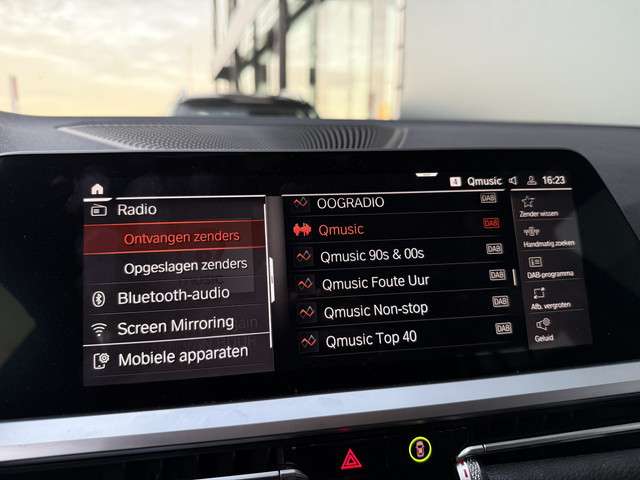 4 Qmusic 16:23
Radio
Ontvangen zenders
Opgeslagen zenders
Bluetooth-audio
Screen Mirroring
Mobiele apparaten
OOGRADIO DAB
Qmusic DAB
Qmusic 90s & 00s DAB
Qmusic Foute Uur DAB
Qmusic Non-stop DAB
Qmusic Top 40 DAB
Zender wissen
Handmatig zoeken
DAB-programma
Afb. vergroten
Geluid